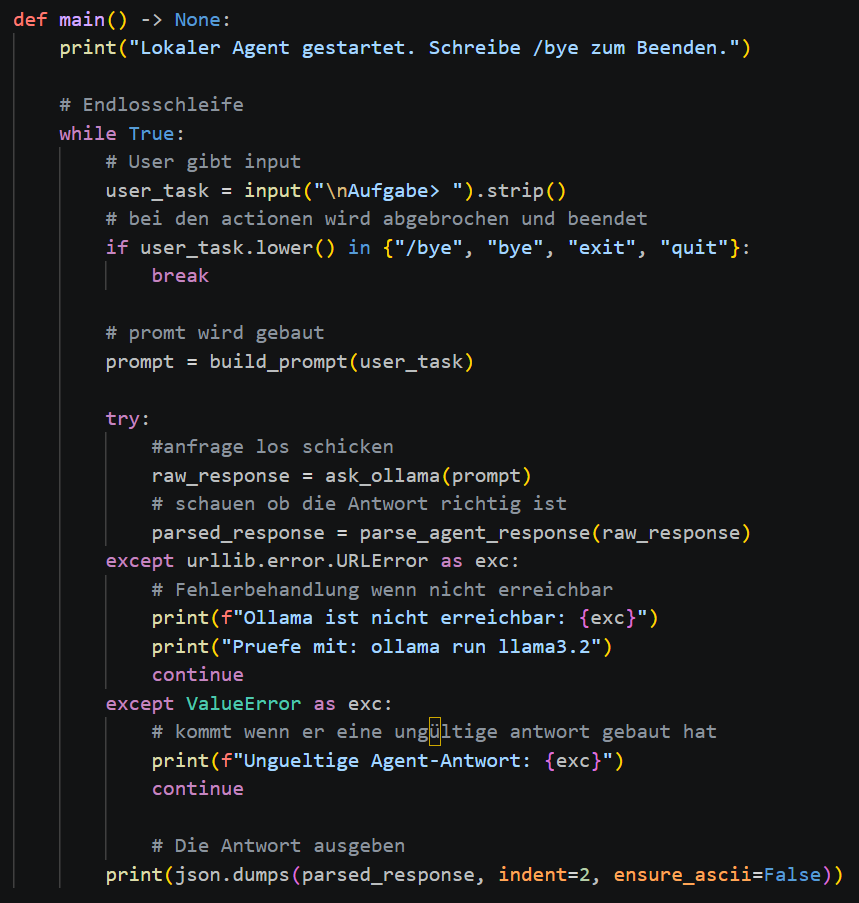 def main() -> None:
    print("Lokaler Agent gestartet. Schreibe /bye zum Beenden.")

    # Endlosschleife
    while True:
        # User gibt input
        user_task = input("\nAufgabe> ").strip()
        # bei den actionen wird abgebrochen und beendet
        if user_task.lower() in {"/bye", "bye", "exit", "quit"}:
            break

        # promt wird gebaut
        prompt = build_prompt(user_task)

        try:
            #anfrage los schicken
            raw_response = ask_ollama(prompt)
            # schauen ob die Antwort richtig ist
            parsed_response = parse_agent_response(raw_response)
        except urllib.error.URLError as exc:
            # Fehlerbehandlung wenn nicht erreichbar
            print(f"Ollama ist nicht erreichbar: {exc}")
            print("Pruefe mit: ollama run llama3.2")
            continue
        except ValueError as exc:
            # kommt wenn er eine ungültige antwort gebaut hat
            print(f"Ungueltige Agent-Antwort: {exc}")
            continue

            # Die Antwort ausgeben
        print(json.dumps(parsed_response, indent=2, ensure_ascii=False))